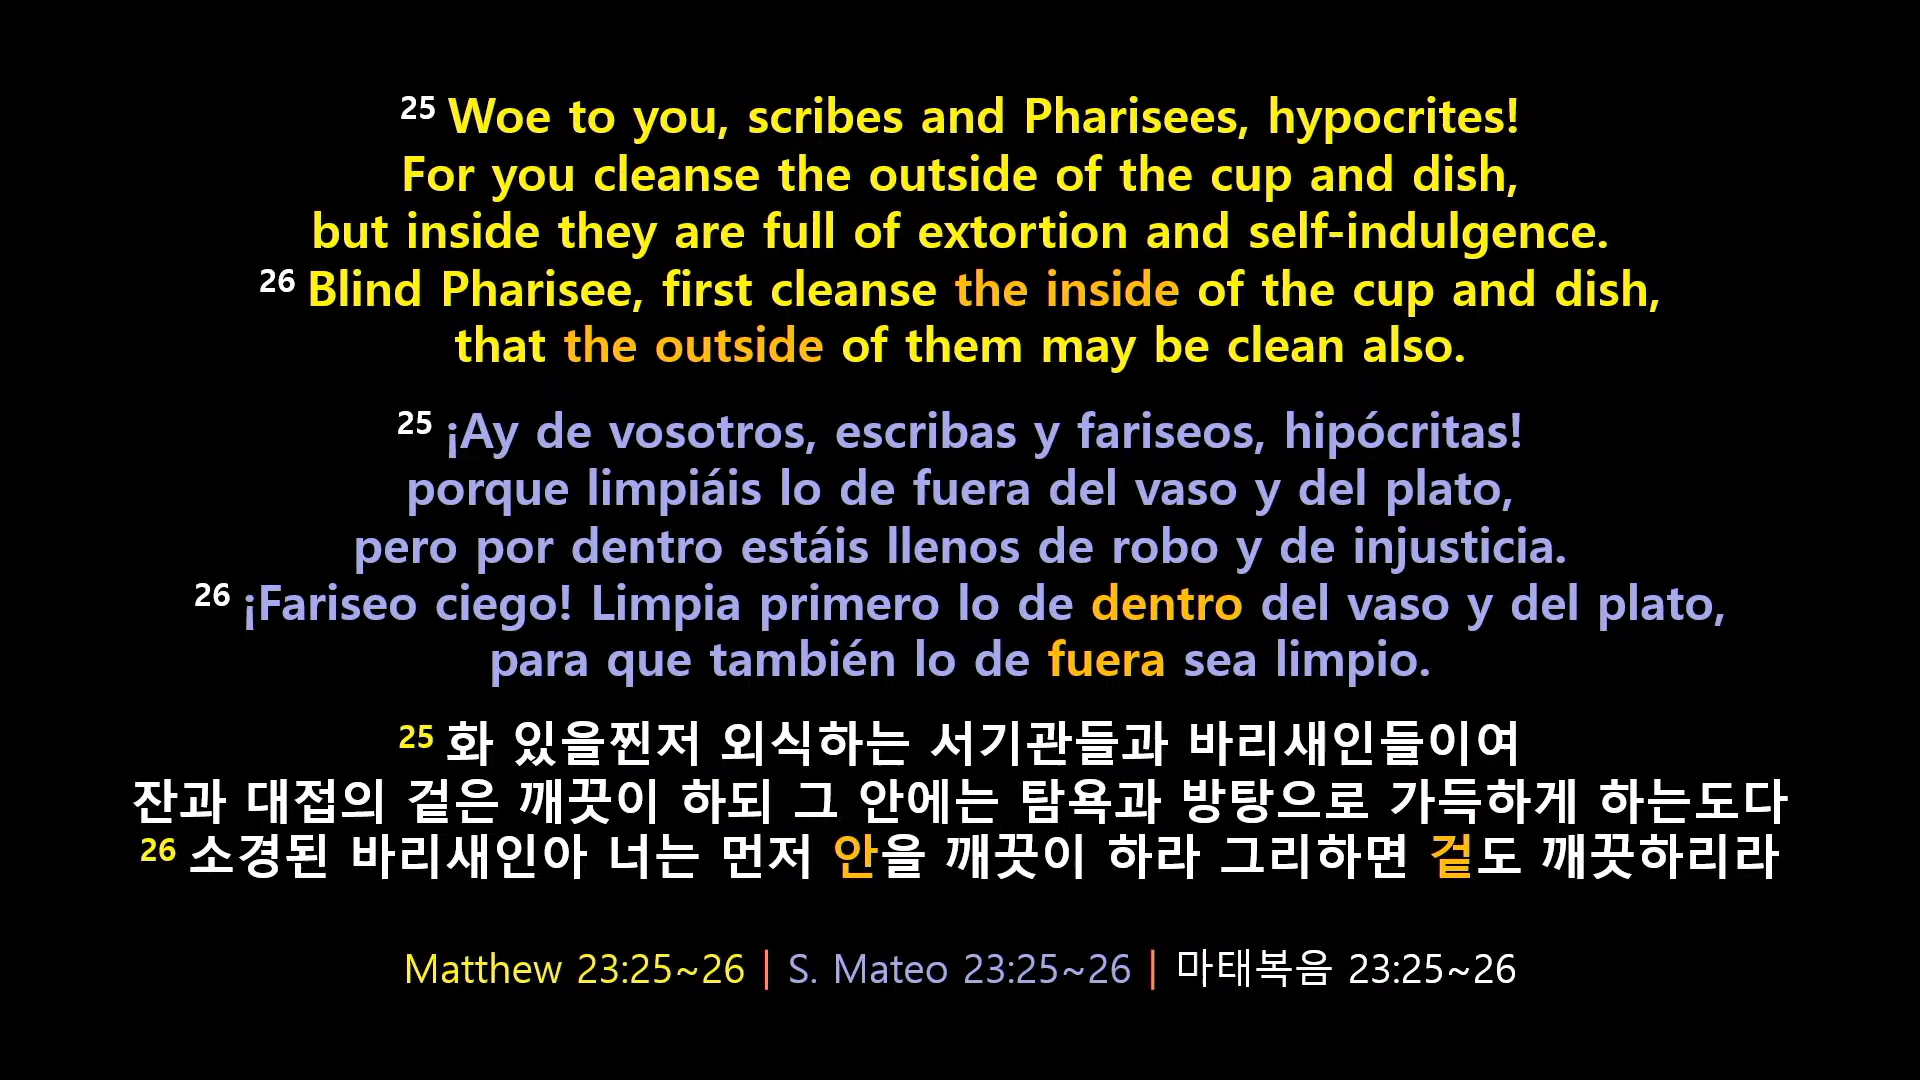 25 Woe to you, scribes and Pharisees, hypocrites!
For you cleanse the outside of the cup and dish,
but inside they are full of extortion and self-indulgence.
26 Blind Pharisee, first cleanse the inside of the cup and dish,
that the outside of them may be clean also.
25 ¡Ay de vosotros, escribas y fariseos, hipócritas!
porque limpiáis lo de fuera del vaso y del plato,
pero por dentro estáis llenos de robo y de injusticia.
26 ¡Fariseo ciego! Limpia primero lo de dentro del vaso y del plato,
para que también lo de fuera sea limpio.
25 화 있을찐저 외식하는 서기관들과 바리새인들이여
잔과 대접의 겉은 깨끗이 하되 그 안에는 탐욕과 방탕으로 가득하게 하는도다
26 소경된 바리새인아 너는 먼저 안을 깨끗이 하라 그리하면 겉도 깨끗하리라
Matthew 23:25~26 | S. Mateo 23:25~26 | 마태복음 23:25~26